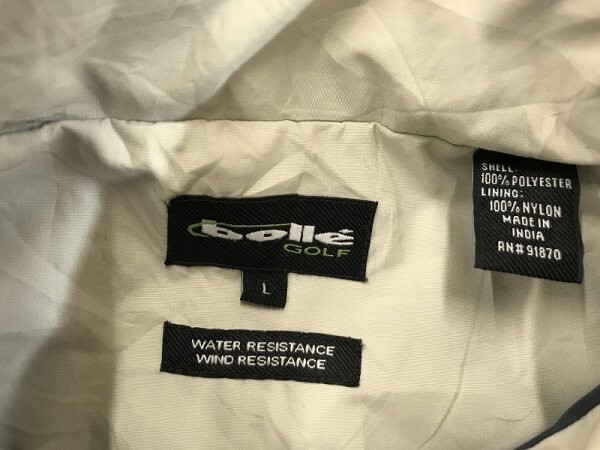 bollé
GOLF
L
WATER RESISTANCE
WIND RESISTANCE
SHELL:
100% POLYESTER
LINING:
100% NYLON
MADE IN
INDIA
RN# 91870